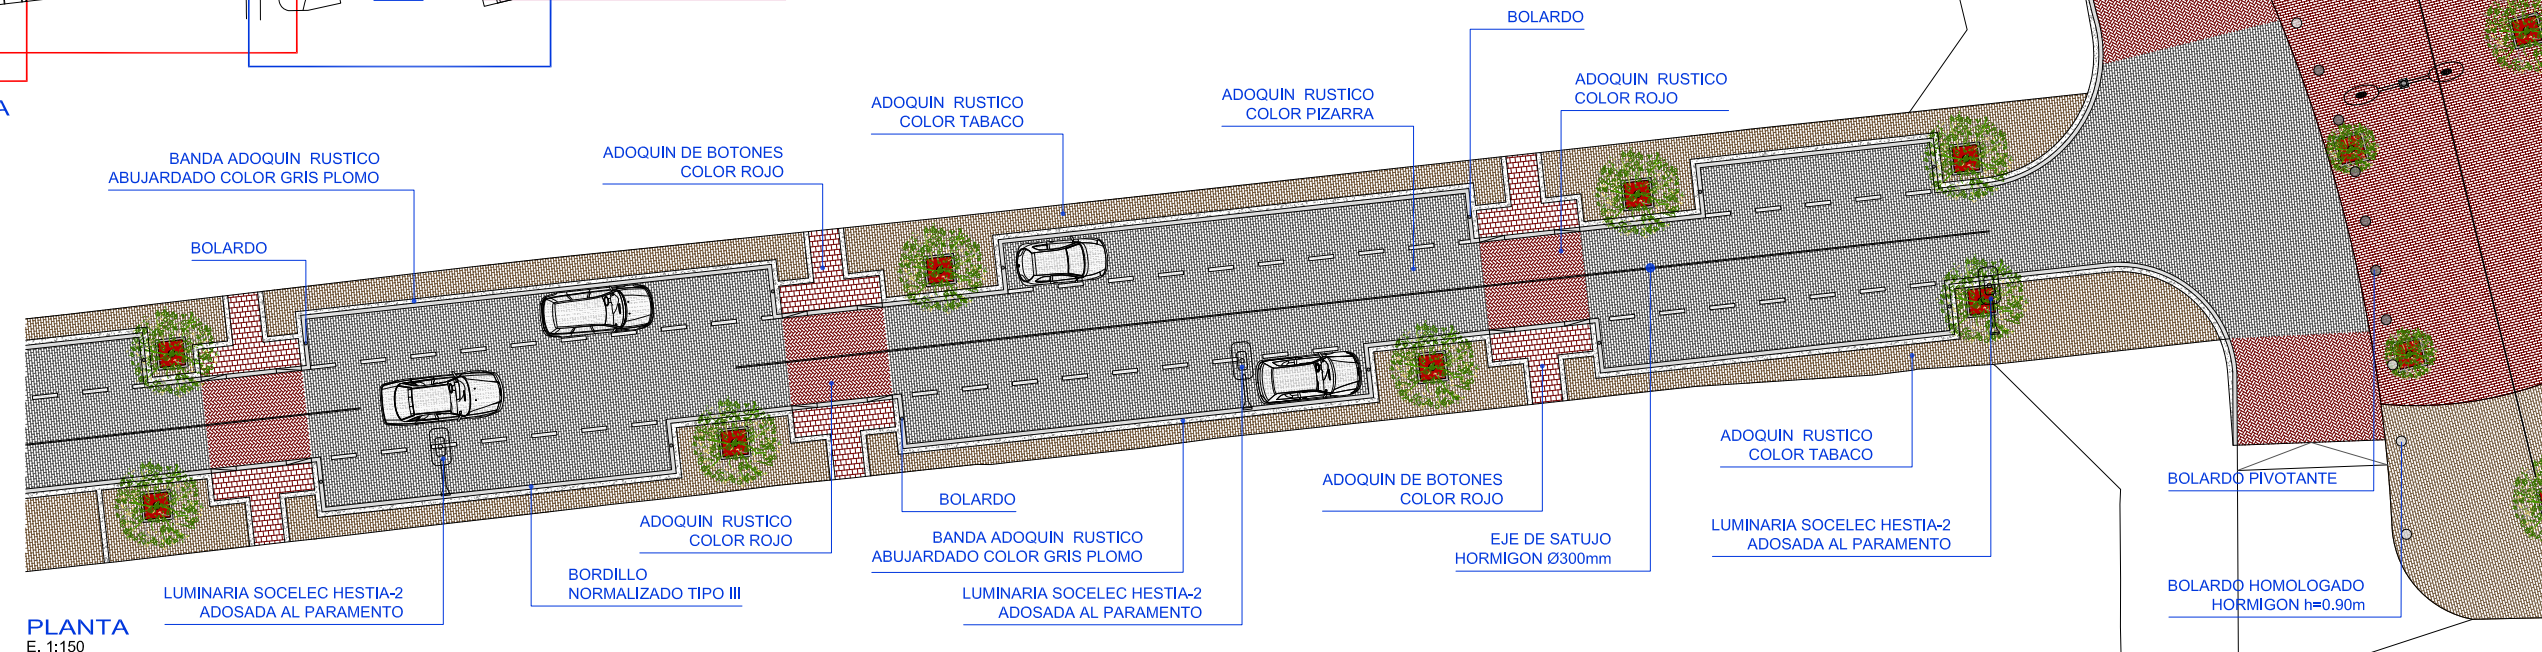 BOLARDO
ADOQUIN RUSTICO
COLOR ROJO
ADOQUIN RUSTICO
COLOR PIZARRA
ADOQUIN RUSTICO
COLOR TABACO
A
ADOQUIN DE BOTONES
COLOR ROJO
BANDA ADOQUIN RUSTICO
ABUJARDADO COLOR GRIS PLOMO
BOLARDO
ADOQUIN RUSTICO
COLOR TABACO
BOLARDO PIVOTANTE
ADOQUIN DE BOTONES
COLOR ROJO
BOLARDO
ADOQUIN RUSTICO
COLOR ROJO
LUMINARIA SOCELEC HESTIA-2
ADOSADA AL PARAMENTO
EJE DE SATUJO
HORMIGON Ø300mm
BANDA ADOQUIN RUSTICO
ABUJARDADO COLOR GRIS PLOMO
BORDILLO
NORMALIZADO TIPO III
LUMINARIA SOCELEC HESTIA-2
ADOSADA AL PARAMENTO
LUMINARIA SOCELEC HESTIA-2
ADOSADA AL PARAMENTO
BOLARDO HOMOLOGADO
HORMIGON h=0.90m
PLANTA
E. 1:150